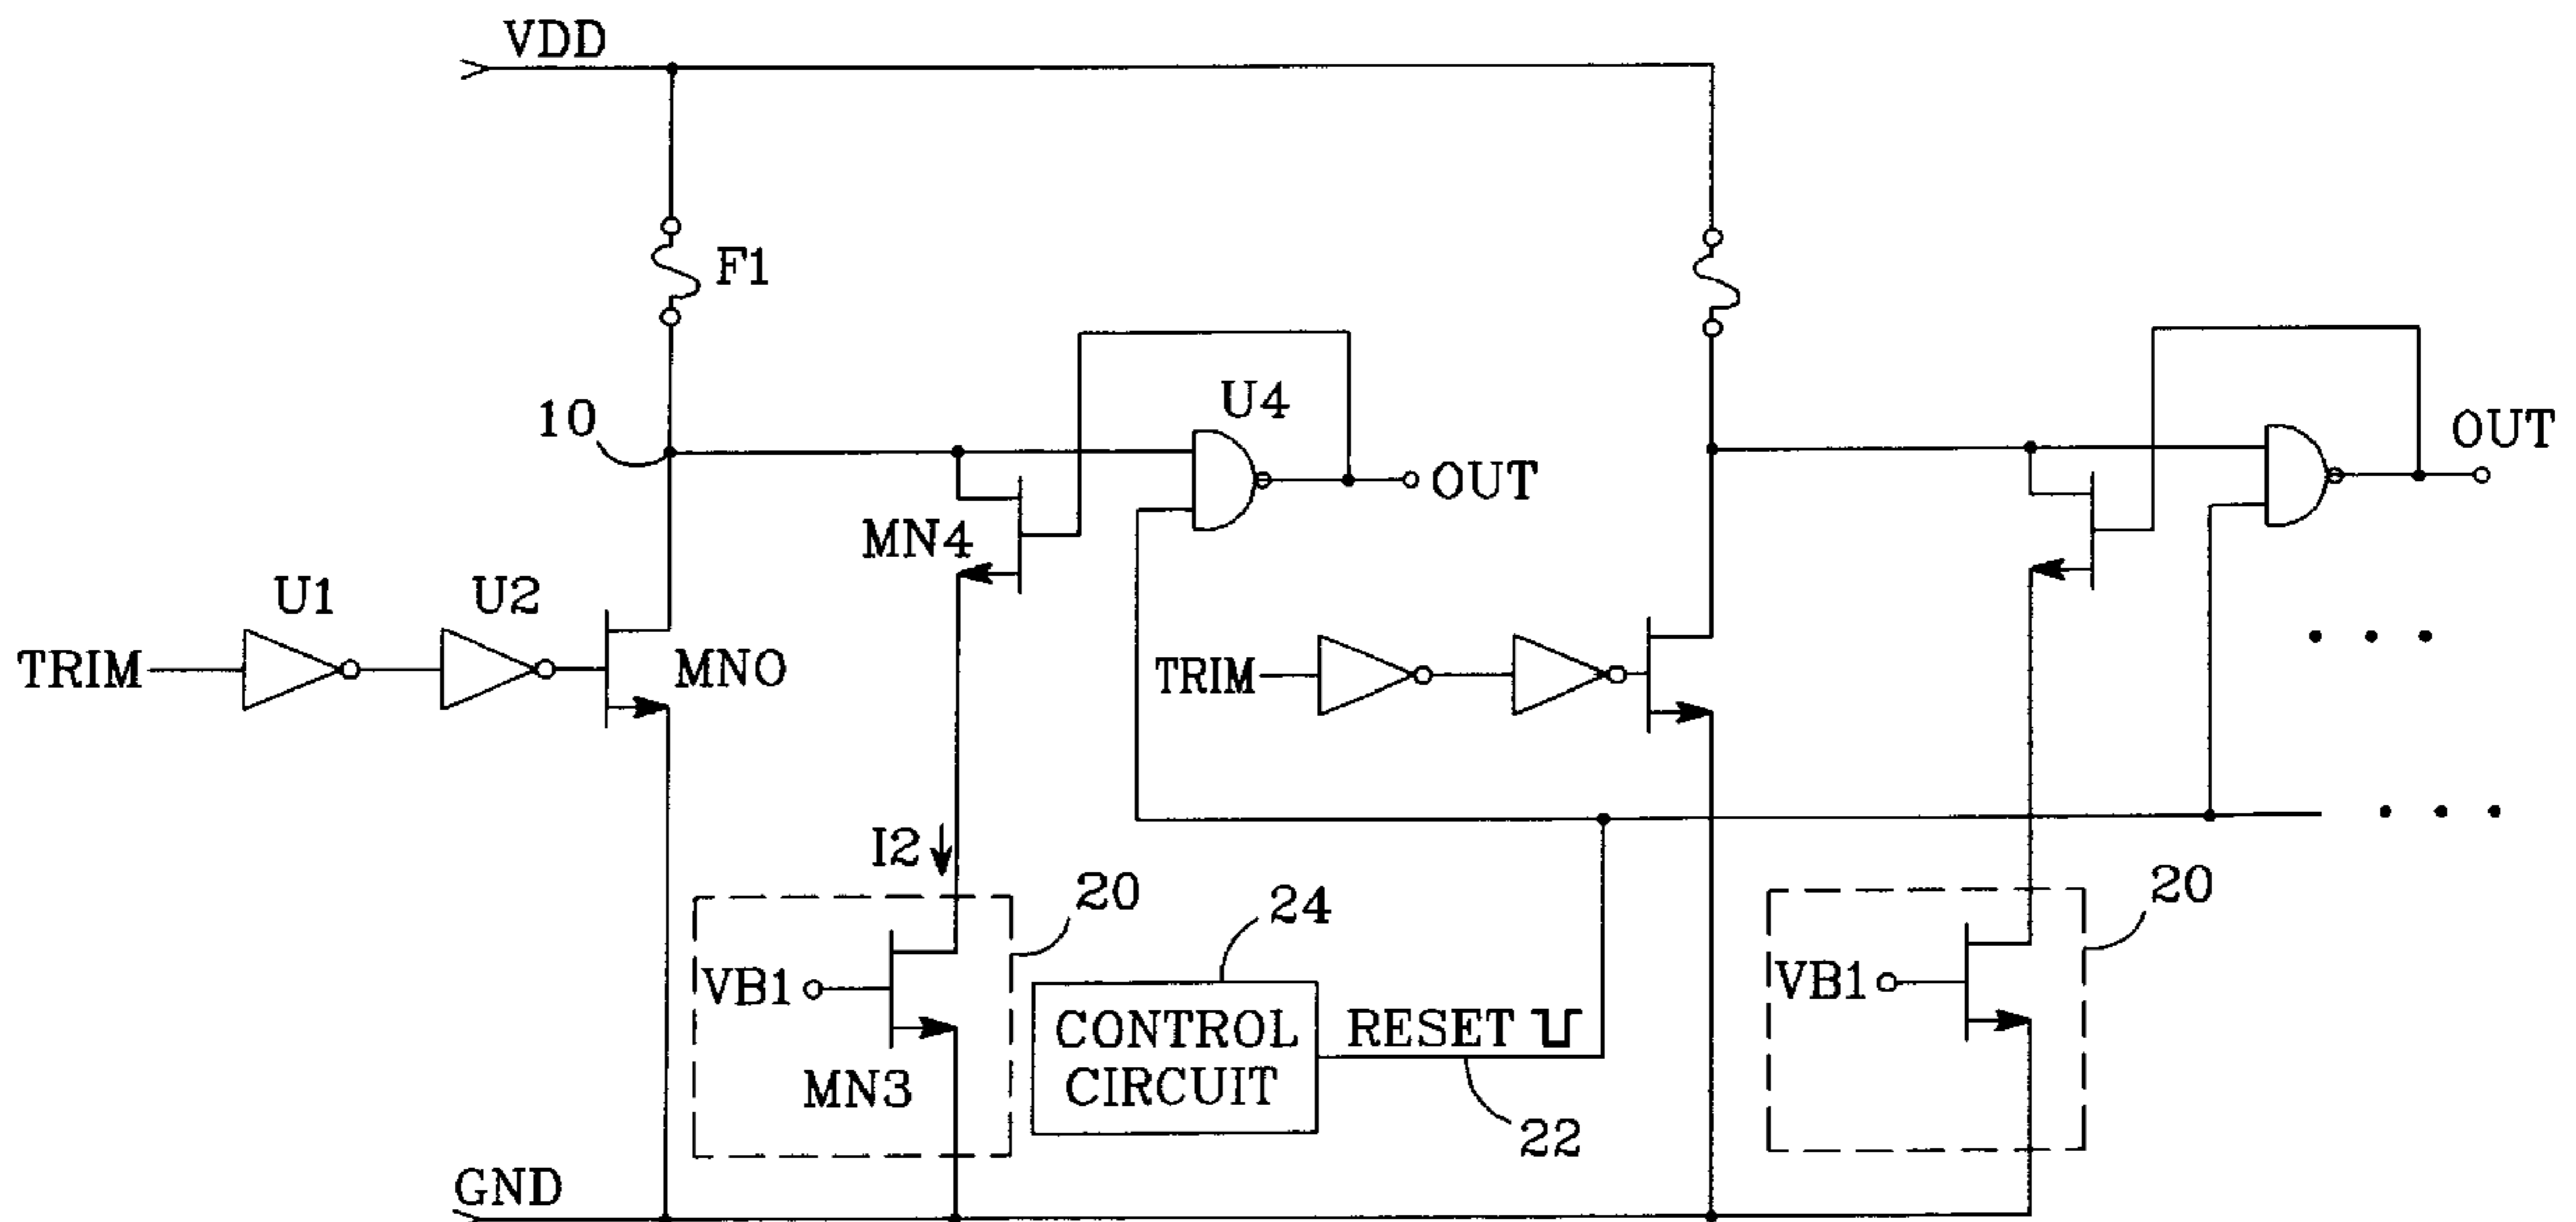 VDD
F1
10
U4
OUT
OUT
MN4
U1
U2
TRIM
MNO
TRIM
I2
20
24
20
VB1
VB1
CONTROL
CIRCUIT
RESET
MN3
22
GND